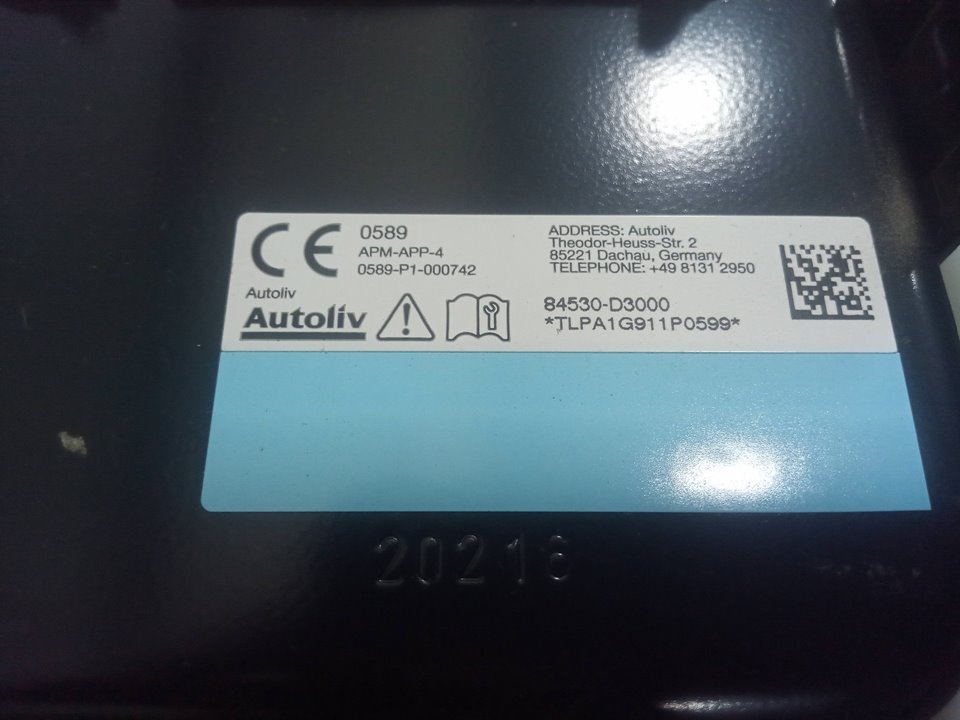 CE 0589
APM-APP-4
0589-P1-000742
Autoliv
Autoliv
ADDRESS: Autoliv
Theodor-Heuss-Str. 2
85221 Dachau, Germany
TELEPHONE: +49 8131 2950
84530-D3000
*TLPA1G911P0599*
20216